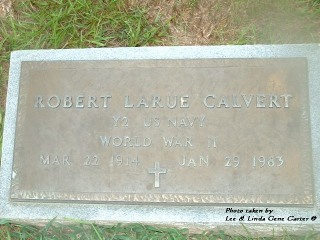 ROBERT LARUE CALVERT
Y2 US NAVY
WORLD WAR II
MAR 22 1914 JAN 29 1983
Photo taken by
Lee & Linda Gene Carter @